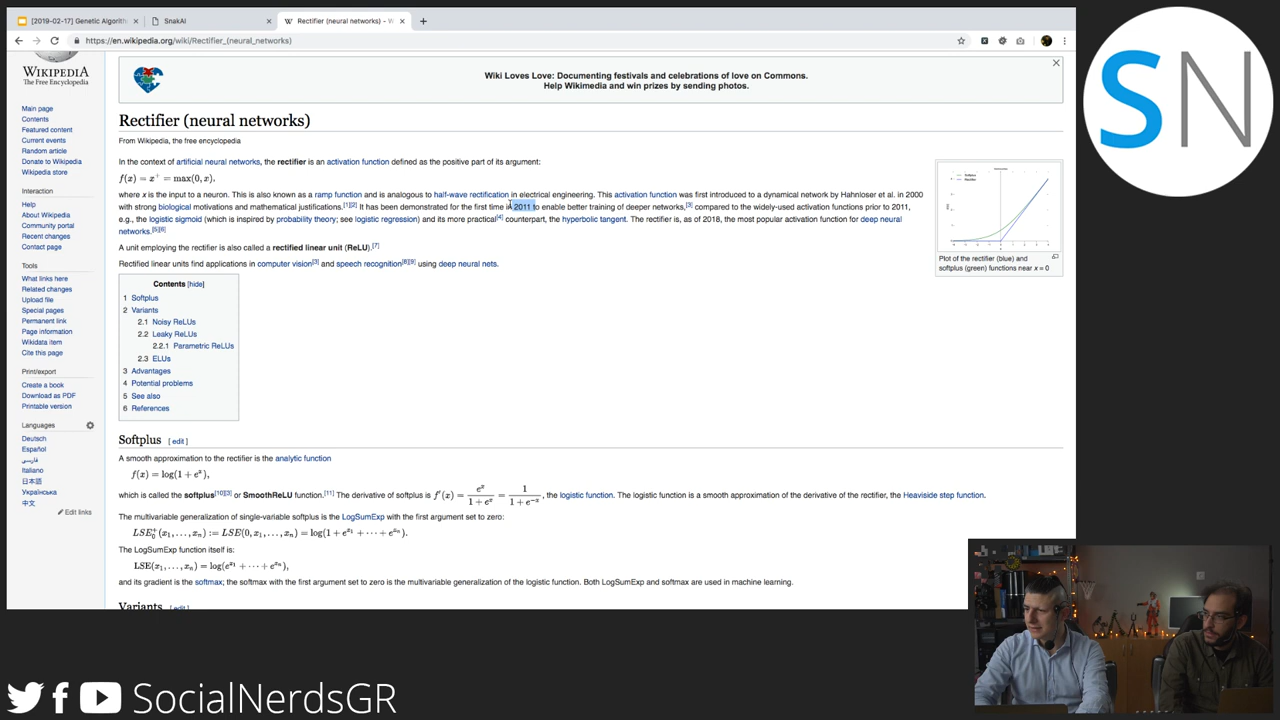 [2019-02-17] Genetic Algorith
SnakAI
Rectifier (neural networks) - W
https://en.wikipedia.org/wiki/Rectifier_(neural_networks)
SN
WIKIPEDIA
The Free Encyclopedia
Main page
Contents
Featured content
Current events
Random article
Donate to Wikipedia
Wikipedia store
Interaction
Help
About Wikipedia
Community portal
Recent changes
Contact page
Tools
What links here
Related changes
Upload file
Special pages
Permanent link
Page information
Wikidata item
Cite this page
Print/export
Create a book
Download as PDF
Printable version
Languages
Deutsch
Español
فارسی
Italiano
日本語
Українська
中文
Edit links
Wiki Loves Love: Documenting festivals and celebrations of love on Commons.
Help Wikimedia and win prizes by sending photos.
Rectifier (neural networks)
From Wikipedia, the free encyclopedia
In the context of artificial neural networks, the rectifier is an activation function defined as the positive part of its argument:
f(x) = x⁺ = max(0, x),
where x is the input to a neuron. This is also known as a ramp function and is analogous to half-wave rectification in electrical engineering. This activation function was first introduced to a dynamical network by Hahnloser et al. in 2000
with strong biological motivations and mathematical justifications.[1][2] It has been demonstrated for the first time in 2011 to enable better training of deeper networks,[3] compared to the widely-used activation functions prior to 2011,
e.g., the logistic sigmoid (which is inspired by probability theory; see logistic regression) and its more practical[4] counterpart, the hyperbolic tangent. The rectifier is, as of 2018, the most popular activation function for deep neural
networks.[5][6]
A unit employing the rectifier is also called a rectified linear unit (ReLU).[7]
Rectified linear units find applications in computer vision[3] and speech recognition[8][9] using deep neural nets.
Plot of the rectifier (blue) and
softplus (green) functions near x = 0
Contents [hide]
1 Softplus
2 Variants
2.1 Noisy ReLUs
2.2 Leaky ReLUs
2.2.1 Parametric ReLUs
2.3 ELUs
3 Advantages
4 Potential problems
5 See also
6 References
Softplus [ edit ]
A smooth approximation to the rectifier is the analytic function
f(x) = log(1 + eˣ),
which is called the softplus[10][3] or SmoothReLU function.[11] The derivative of softplus is f′(x) = eˣ / (1 + eˣ) = 1 / (1 + e⁻ˣ), the logistic function. The logistic function is a smooth approximation of the derivative of the rectifier, the Heaviside step function.
The multivariable generalization of single-variable softplus is the LogSumExp with the first argument set to zero:
LSE₀⁺(x₁, …, xₙ) := LSE(0, x₁, …, xₙ) = log(1 + e^x₁ + ⋯ + e^xₙ).
The LogSumExp function itself is:
LSE(x₁, …, xₙ) = log(e^x₁ + ⋯ + e^xₙ),
and its gradient is the softmax; the softmax with the first argument set to zero is the multivariable generalization of the logistic function. Both LogSumExp and softmax are used in machine learning.
Variants [ edit ]
SocialNerdsGR